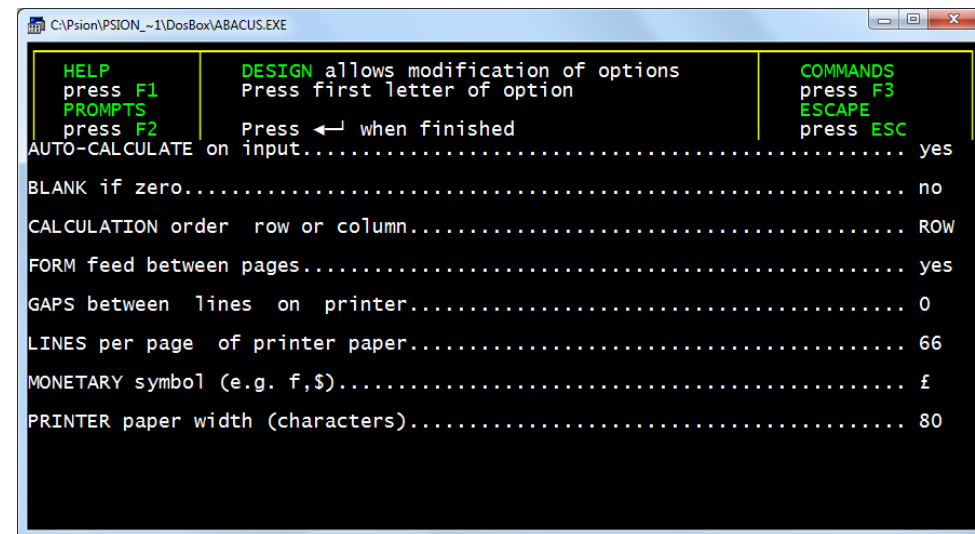 C:\Psion\PSION_~1\DosBox\ABACUS.EXE
HELP DESIGN allows modification of options COMMANDS
press F1 Press first letter of option press F3
PROMPTS ESCAPE
press F2 Press ←┘ when finished press ESC
AUTO-CALCULATE on input.................................................. yes
BLANK if zero............................................................ no
CALCULATION order  row or column......................................... ROW
FORM feed between pages.................................................. yes
GAPS between  lines  on  printer......................................... 0
LINES per page  of printer paper......................................... 66
MONETARY symbol (e.g. f,$)............................................... £
PRINTER paper width (characters)......................................... 80